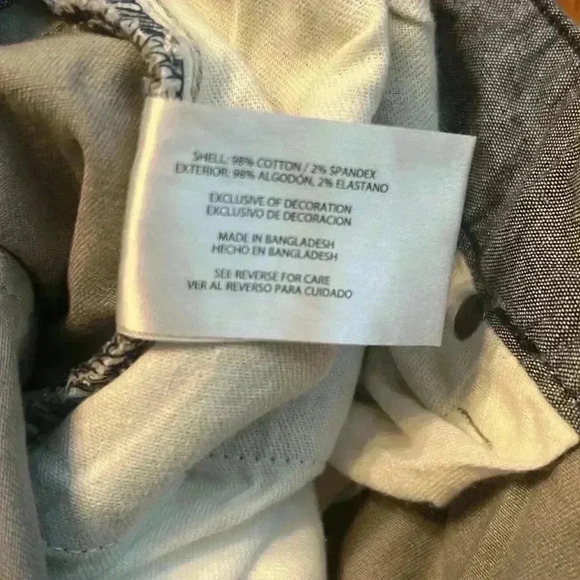 SHELL: 98% COTTON / 2% SPANDEX
EXTERIOR: 98% ALGODÓN, 2% ELASTANO
EXCLUSIVE OF DECORATION
EXCLUSIVO DE DECORACION
MADE IN BANGLADESH
HECHO EN BANGLADESH
SEE REVERSE FOR CARE
VER AL REVERSO PARA CUIDADO